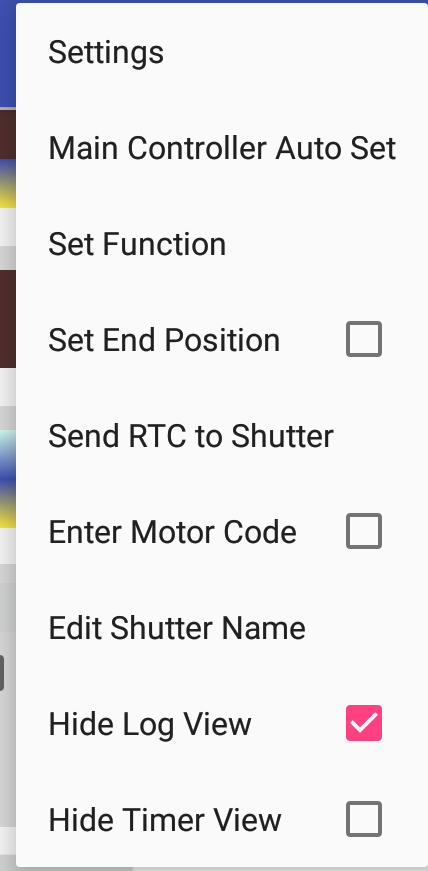 Settings
Main Controller Auto Set
Set Function
Set End Position
Send RTC to Shutter
Enter Motor Code
Edit Shutter Name
Hide Log View
Hide Timer View